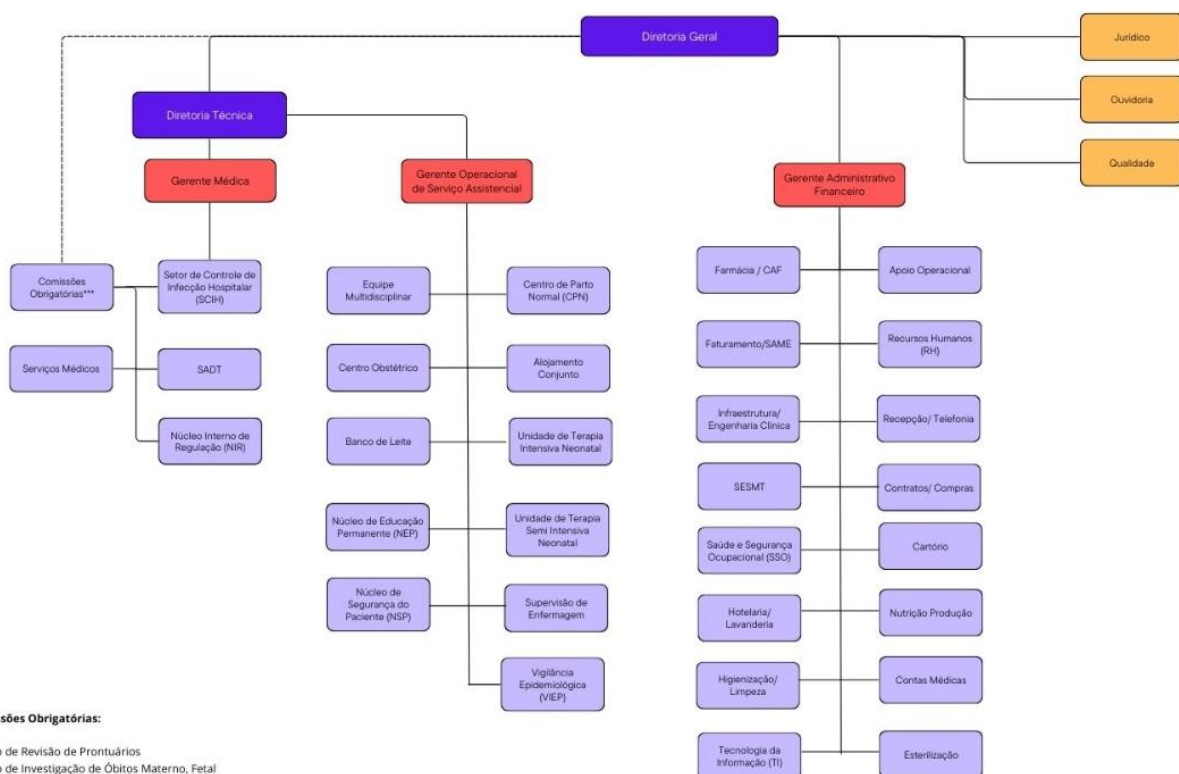 Diretoria Geral
Jurídico
Ouvidoria
Qualidade
Diretoria Técnica
Gerente Médica
Gerente Operacional
de Serviço Assistencial
Gerente Administrativo
Financeiro
Comissões
Obrigatórias***
Setor de Controle de
Infecção Hospitalar
(SCIH)
Serviços Médicos
SADT
Núcleo Interno de
Regulação (NIR)
Equipe
Multidisciplinar
Centro de Parto
Normal (CPN)
Centro Obstétrico
Alojamento
Conjunto
Banco de Leite
Unidade de Terapia
Intensiva Neonatal
Núcleo de Educação
Permanente (NEP)
Unidade de Terapia
Semi Intensiva
Neonatal
Núcleo de
Segurança do
Paciente (NSP)
Supervisão de
Enfermagem
Vigilância
Epidemiológica
(VIEP)
Farmácia / CAF
Apoio Operacional
Faturamento/SAME
Recursos Humanos
(RH)
Infraestrutura/
Engenharia Clínica
Recepção/ Telefonia
SESMT
Contratos/ Compras
Saúde e Segurança
Ocupacional (SSO)
Cartório
Hotelaria/
Lavanderia
Nutrição Produção
Higienização/
Limpeza
Contas Médicas
Tecnologia da
Informação (TI)
Esterilização
Obrigatórias:
de Revisão de Prontuários
de Investigação de Óbitos Materno, Fetal